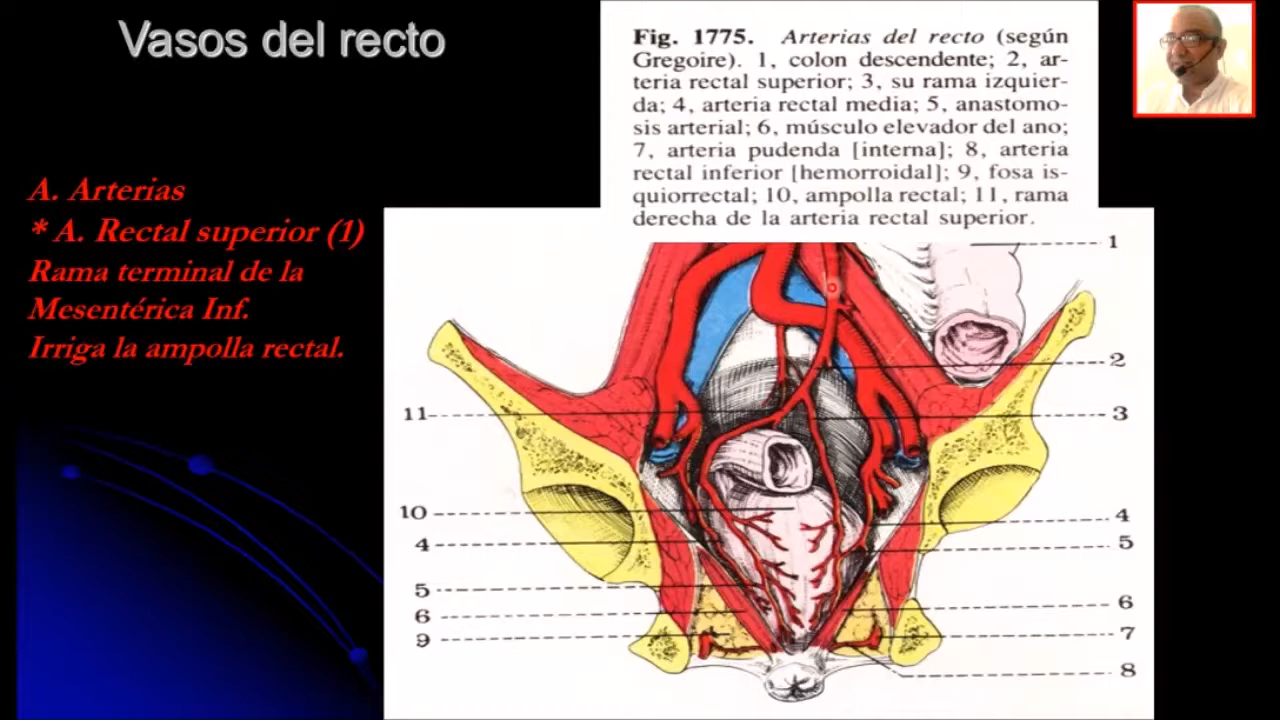 Vasos del recto
Fig. 1775. Arterias del recto (según
Gregoire). 1, colon descendente; 2, ar-
teria rectal superior; 3, su rama izquier-
da; 4, arteria rectal media; 5, anastomo-
sis arterial; 6, músculo elevador del ano;
7, arteria pudenda [interna]; 8, arteria
rectal inferior [hemorroidal]; 9, fosa is-
quiorrectal; 10, ampolla rectal; 11, rama
derecha de la arteria rectal superior.
A. Arterias
* A. Rectal superior (1)
Rama terminal de la
Mesentérica Inf.
Irriga la ampolla rectal.
1
2
11
3
10
4
4
5
5
6
6
9
7
8